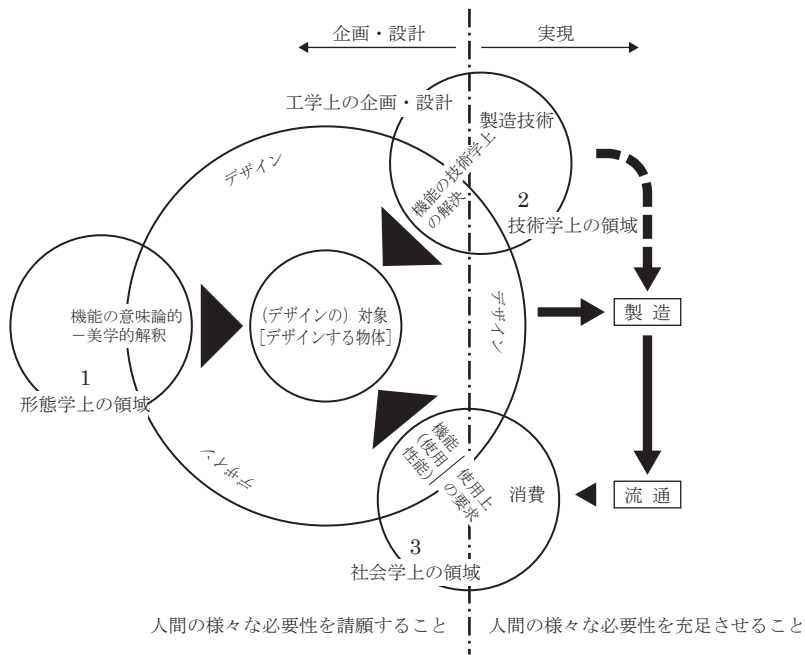 企画・設計
実現
工学上の企画・設計
製造技術
デザイン
機能の技術学上
の解決
2
技術学上の領域
機能の意味論的
−美学的解釈
1
形態学上の領域
(デザインの) 対象
[デザインする物体]
デザイン
製 造
デザイン
機能
(使用
性能)
使用上
の要求
消費
流 通
3
社会学上の領域
人間の様々な必要性を請願すること
人間の様々な必要性を充足させること